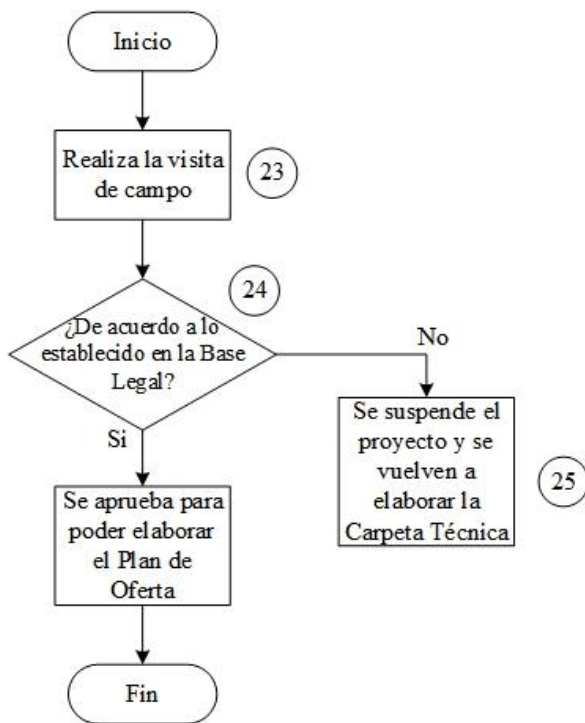 Inicio
Realiza la visita
de campo
23
24
¿De acuerdo a lo
establecido en la Base
Legal?
No
Si
Se suspende el
proyecto y se
vuelven a
elaborar la
Carpeta Técnica
25
Se aprueba para
poder elaborar
el Plan de
Oferta
Fin